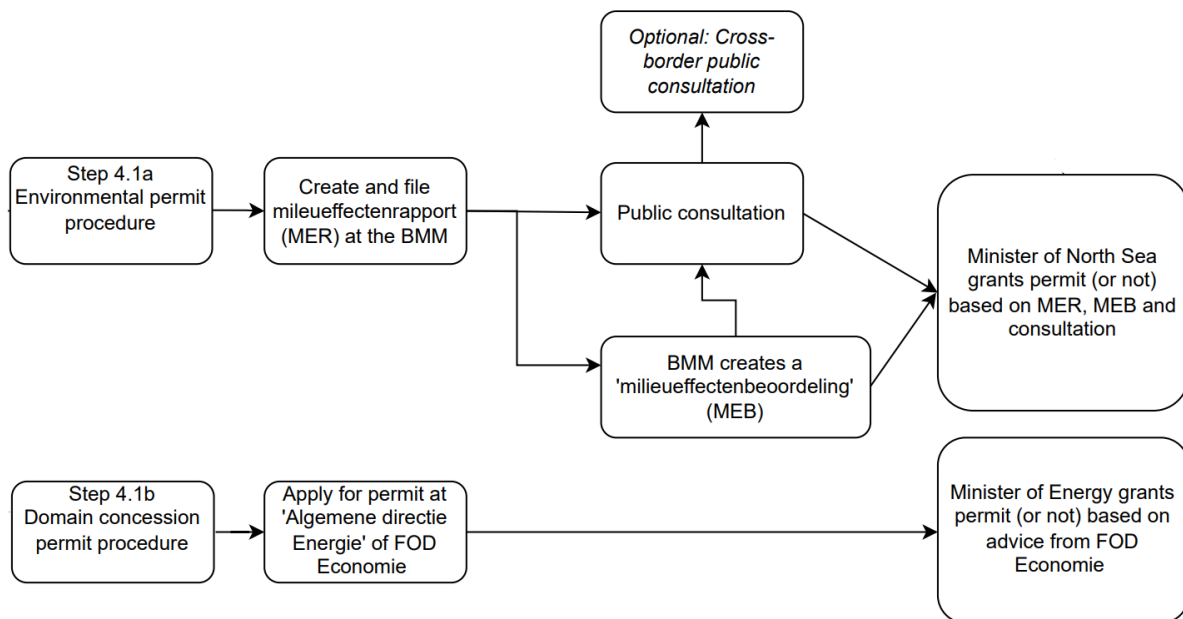 Optional: Cross-
border public
consultation
Step 4.1a
Environmental permit
procedure
Create and file
mileueffectenrapport
(MER) at the BMM
Public consultation
Minister of North Sea
grants permit (or not)
based on MER, MEB and
consultation
BMM creates a
'milieueffectenbeoordeling'
(MEB)
Step 4.1b
Domain concession
permit procedure
Apply for permit at
'Algemene directie
Energie' of FOD
Economie
Minister of Energy grants
permit (or not) based on
advice from FOD
Economie